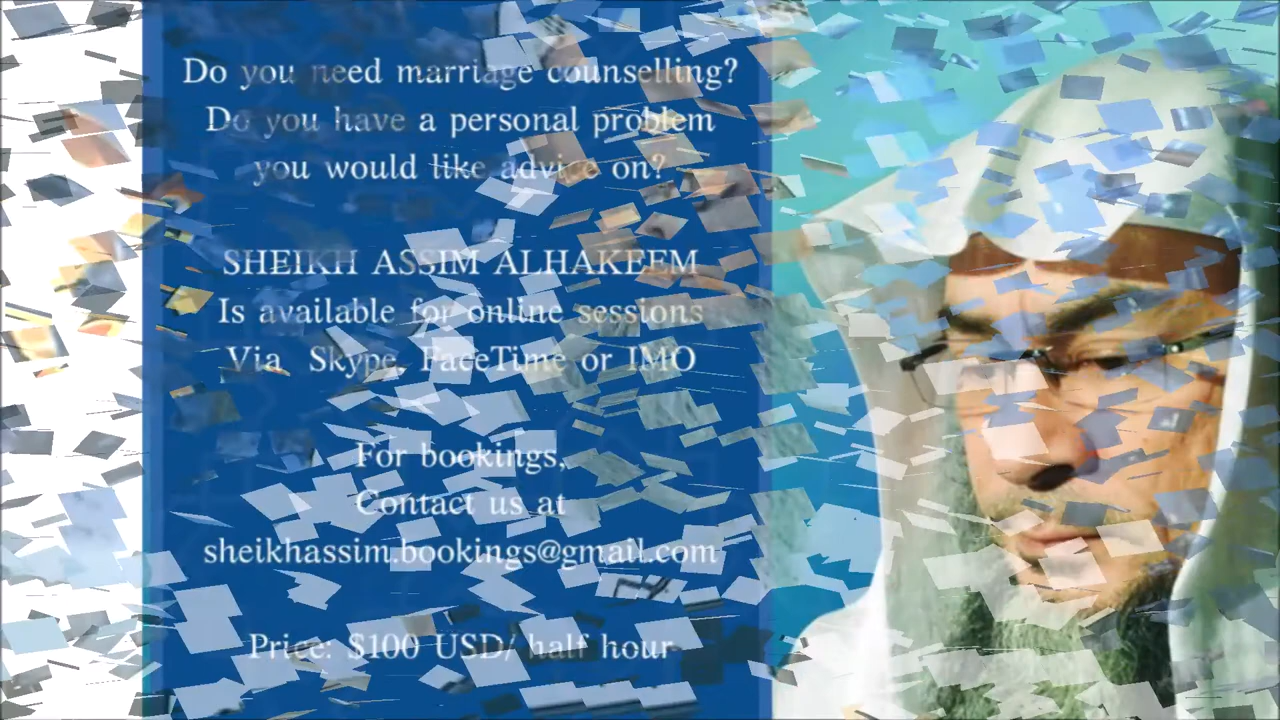 Do you need marriage counselling?
Do you have a personal problem
you would like advice on?
SHEIKH ASSIM ALHAKEEM
Is available for online sessions
Via Skype, FaceTime or IMO
For bookings,
Contact us at
sheikhassim.bookings@gmail.com
Price: $100 USD/ half hour